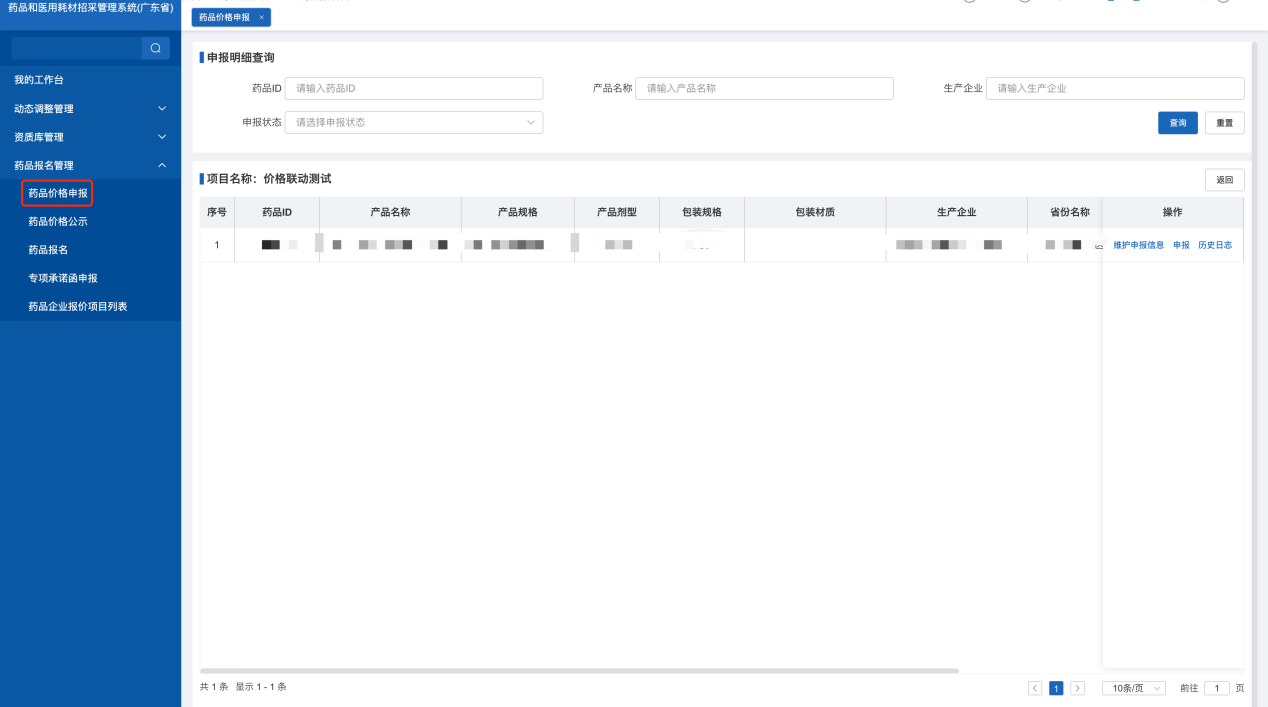 药品和医用耗材招采管理系统(广东省)
药品价格申报 ×
我的工作台
动态调整管理
资质库管理
药品报名管理
药品价格申报
药品价格公示
药品报名
专项承诺函申报
药品企业报价项目列表
申报明细查询
药品ID 请输入药品ID 产品名称 请输入产品名称 生产企业 请输入生产企业
申报状态 请选择申报状态 查询 重置
项目名称：价格联动测试 返回
序号 药品ID 产品名称 产品规格 产品剂型 包装规格 包装材质 生产企业 省份名称 操作
1 维护申报信息 申报 历史日志
共 1 条 显示 1 - 1 条 1 10条/页 前往 1 页